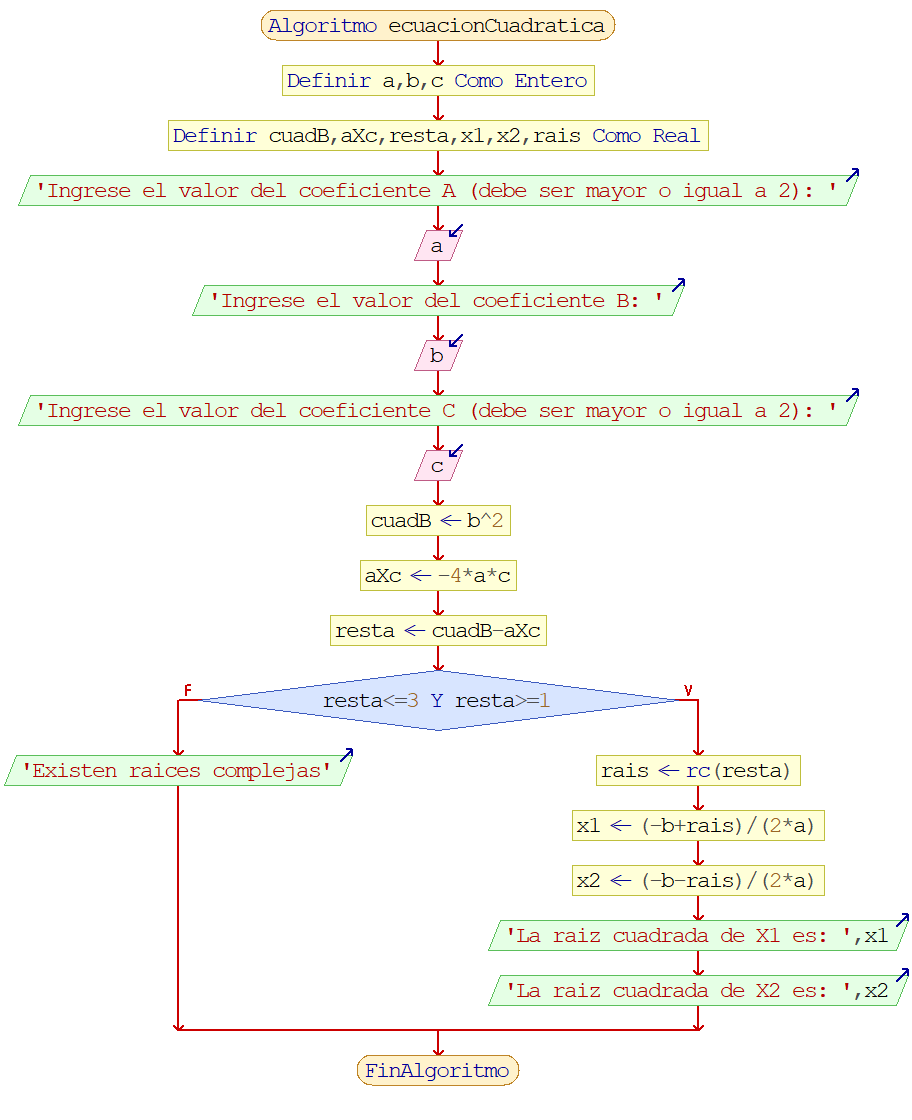 Algoritmo ecuacionCuadratica
Definir a,b,c Como Entero
Definir cuadB,aXc,resta,x1,x2,rais Como Real
'Ingrese el valor del coeficiente A (debe ser mayor o igual a 2): '
a
'Ingrese el valor del coeficiente B: '
b
'Ingrese el valor del coeficiente C (debe ser mayor o igual a 2): '
c
cuadB ← b^2
aXc ← -4*a*c
resta ← cuadB-aXc
resta<=3 Y resta>=1
F
V
'Existen raices complejas'
rais ← rc(resta)
x1 ← (-b+rais)/(2*a)
x2 ← (-b-rais)/(2*a)
'La raiz cuadrada de X1 es: ',x1
'La raiz cuadrada de X2 es: ',x2
FinAlgoritmo